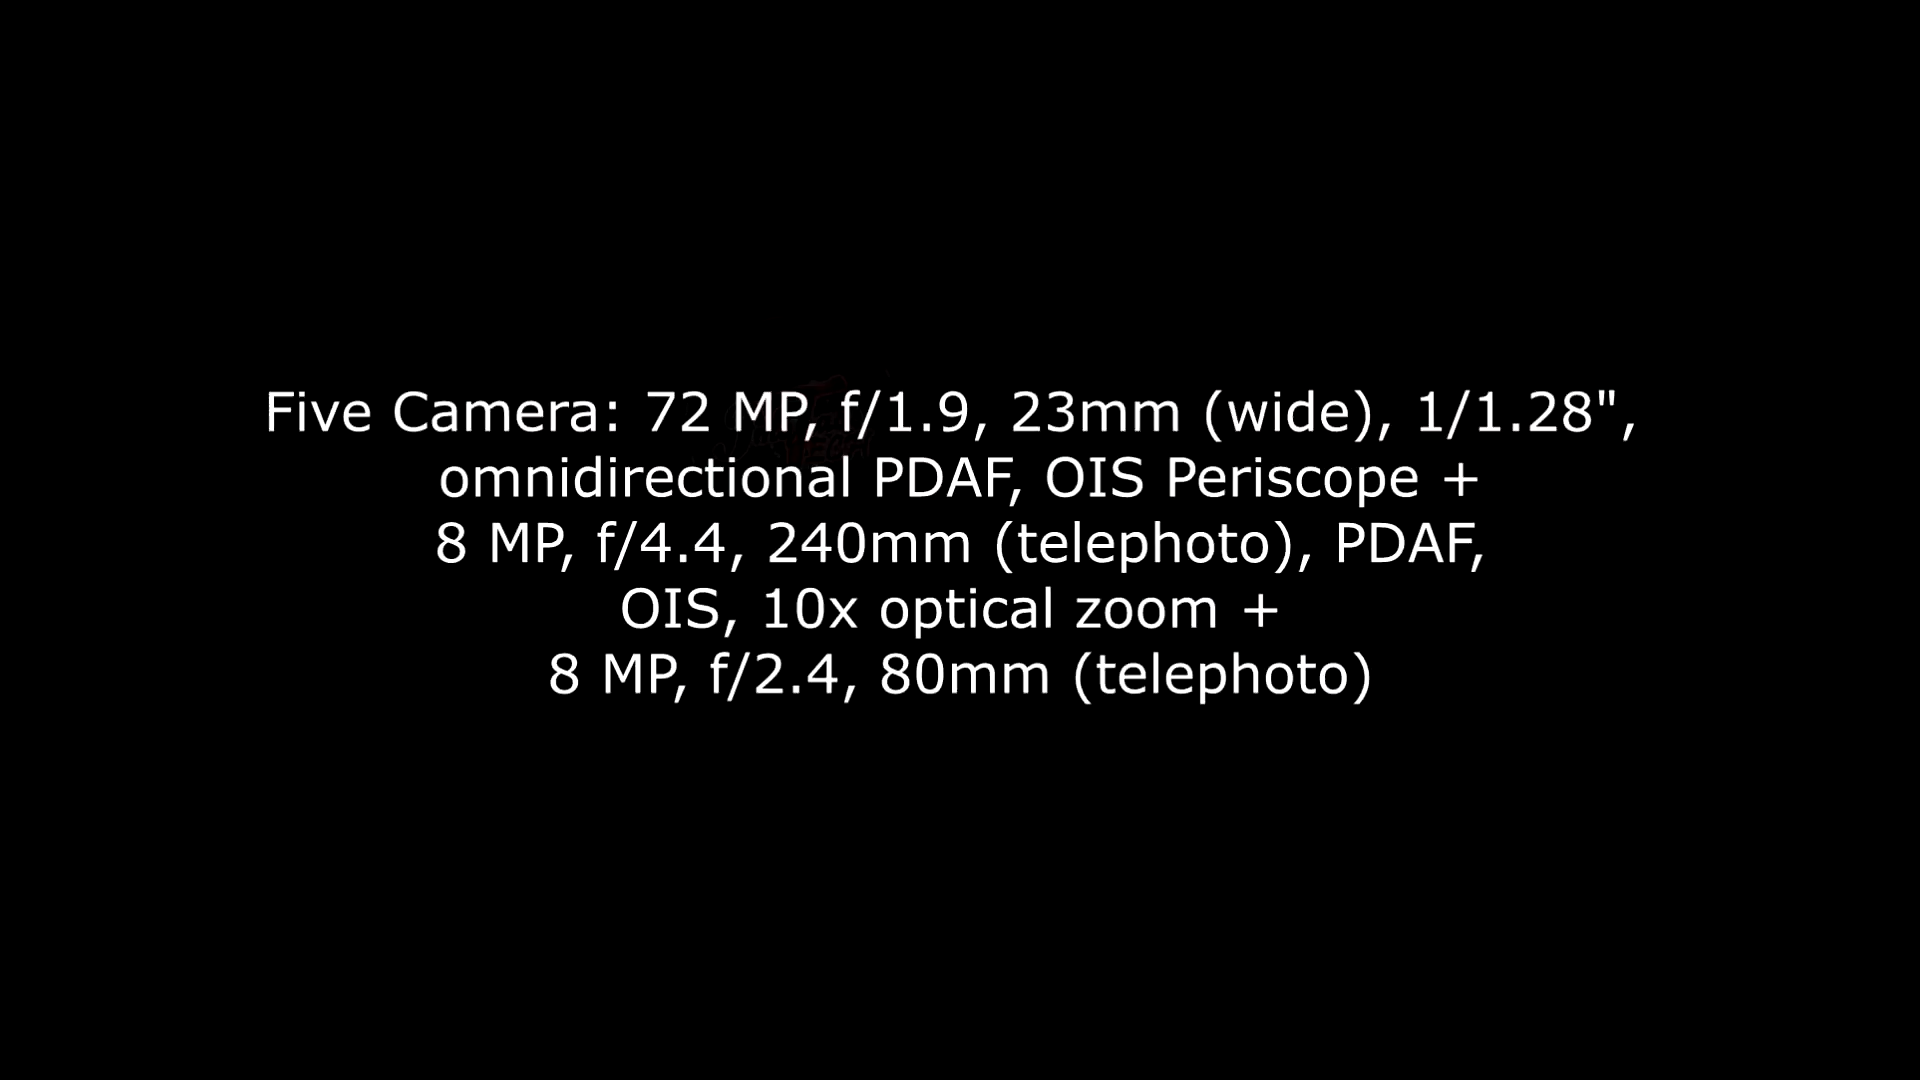 Five Camera: 72 MP, f/1.9, 23mm (wide), 1/1.28",
omnidirectional PDAF, OIS Periscope +
8 MP, f/4.4, 240mm (telephoto), PDAF,
OIS, 10x optical zoom +
8 MP, f/2.4, 80mm (telephoto)